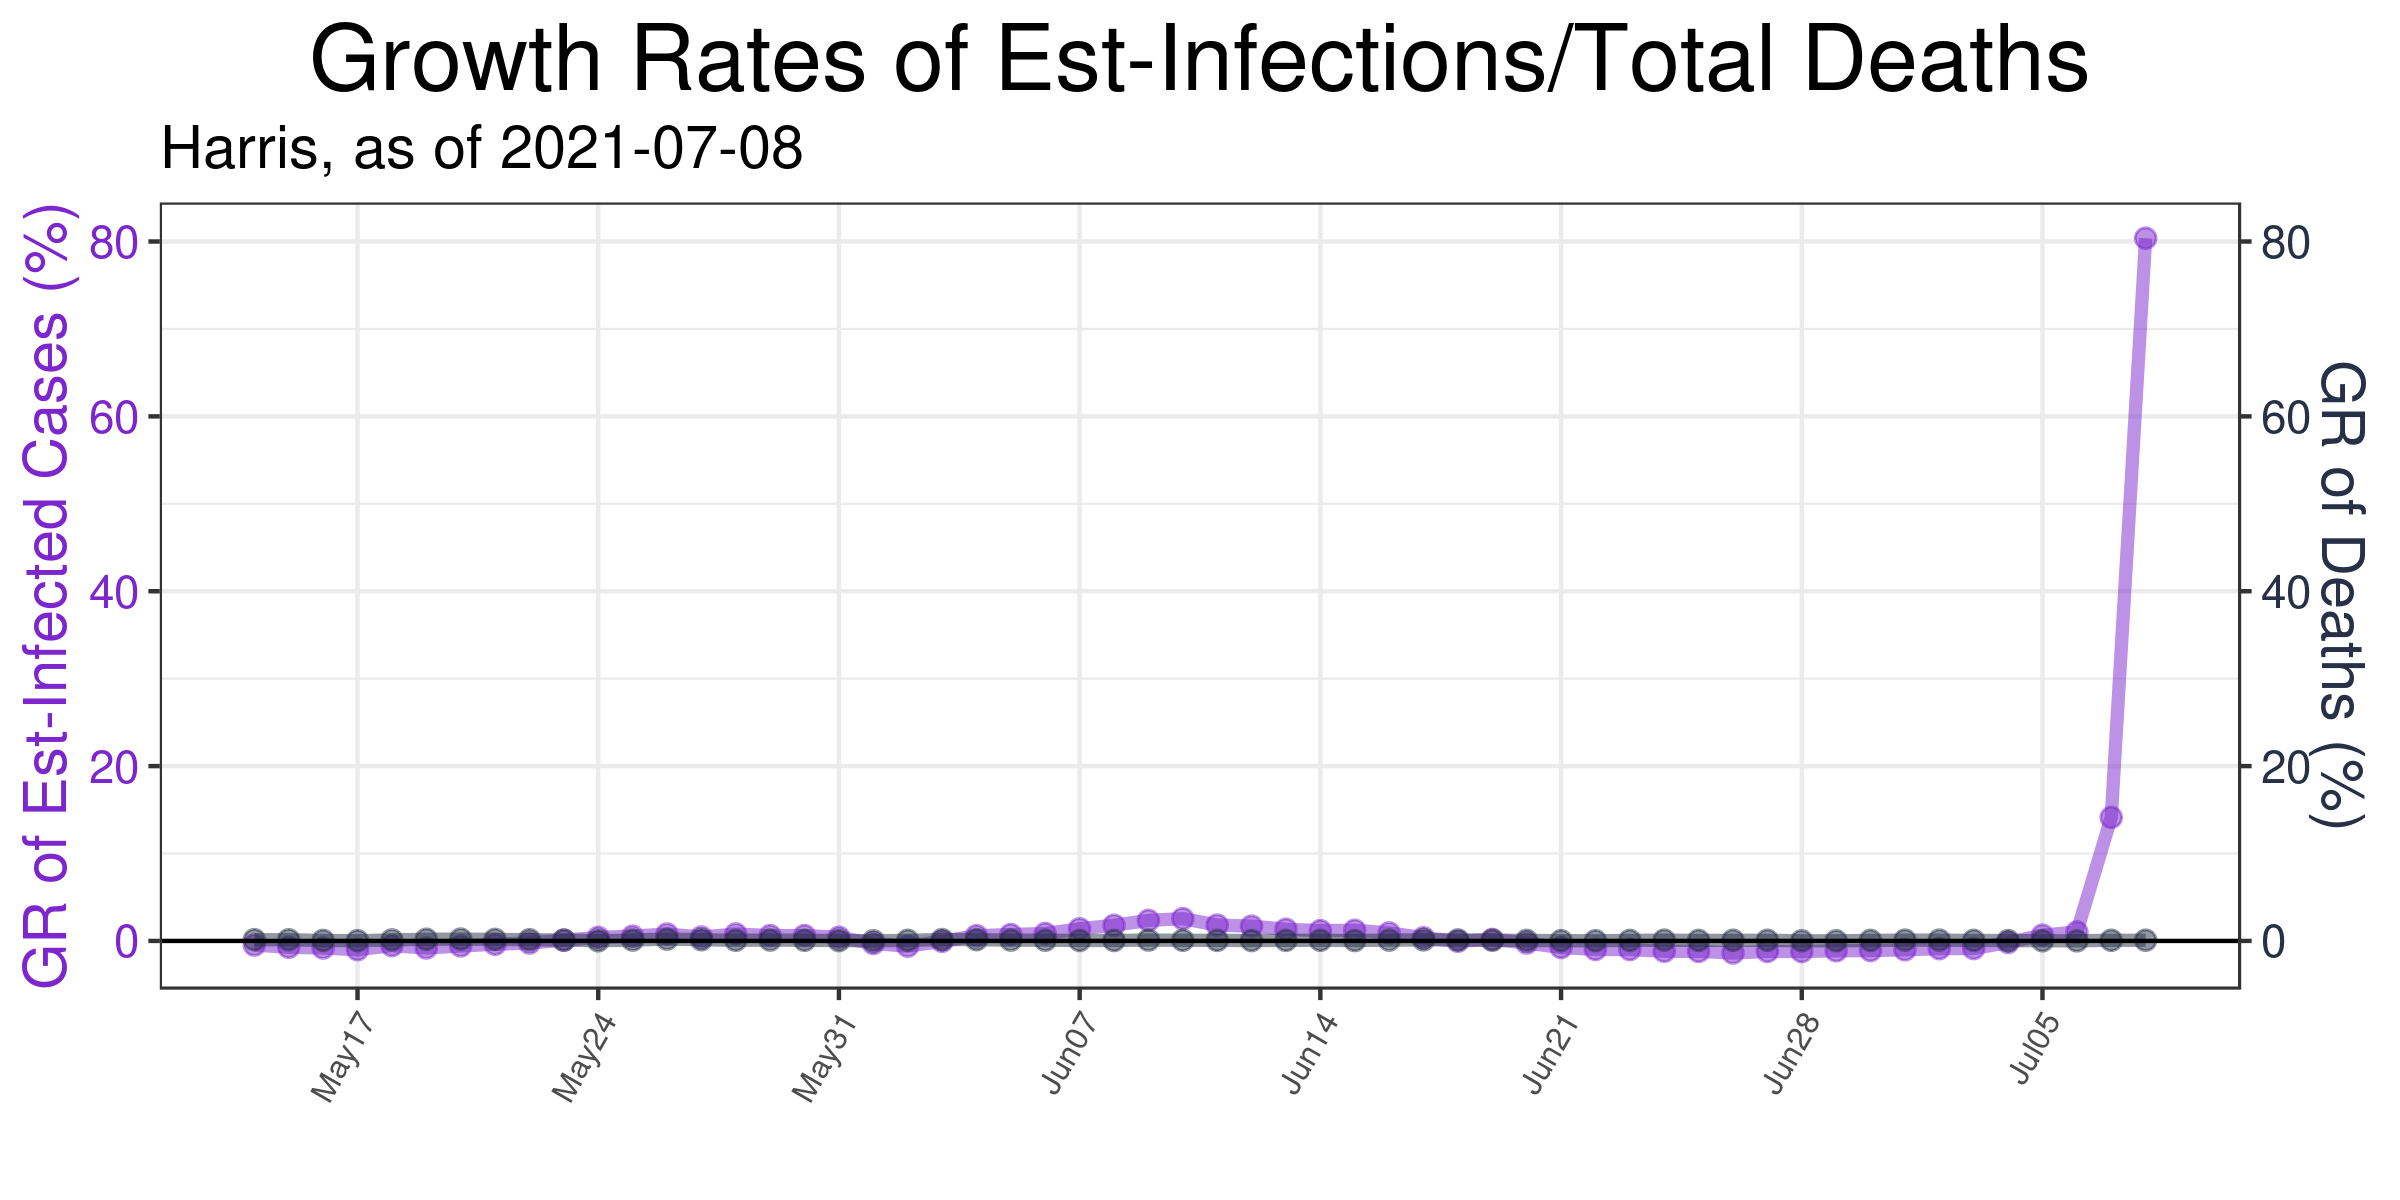 Growth Rates of Est-Infections/Total Deaths
Harris, as of 2021-07-08
GR of Est-Infected Cases (%)
80
60
40
20
0
80
60
40
20
0
GR of Deaths (%)
May17
May24
May31
Jun07
Jun14
Jun21
Jun28
Jul05